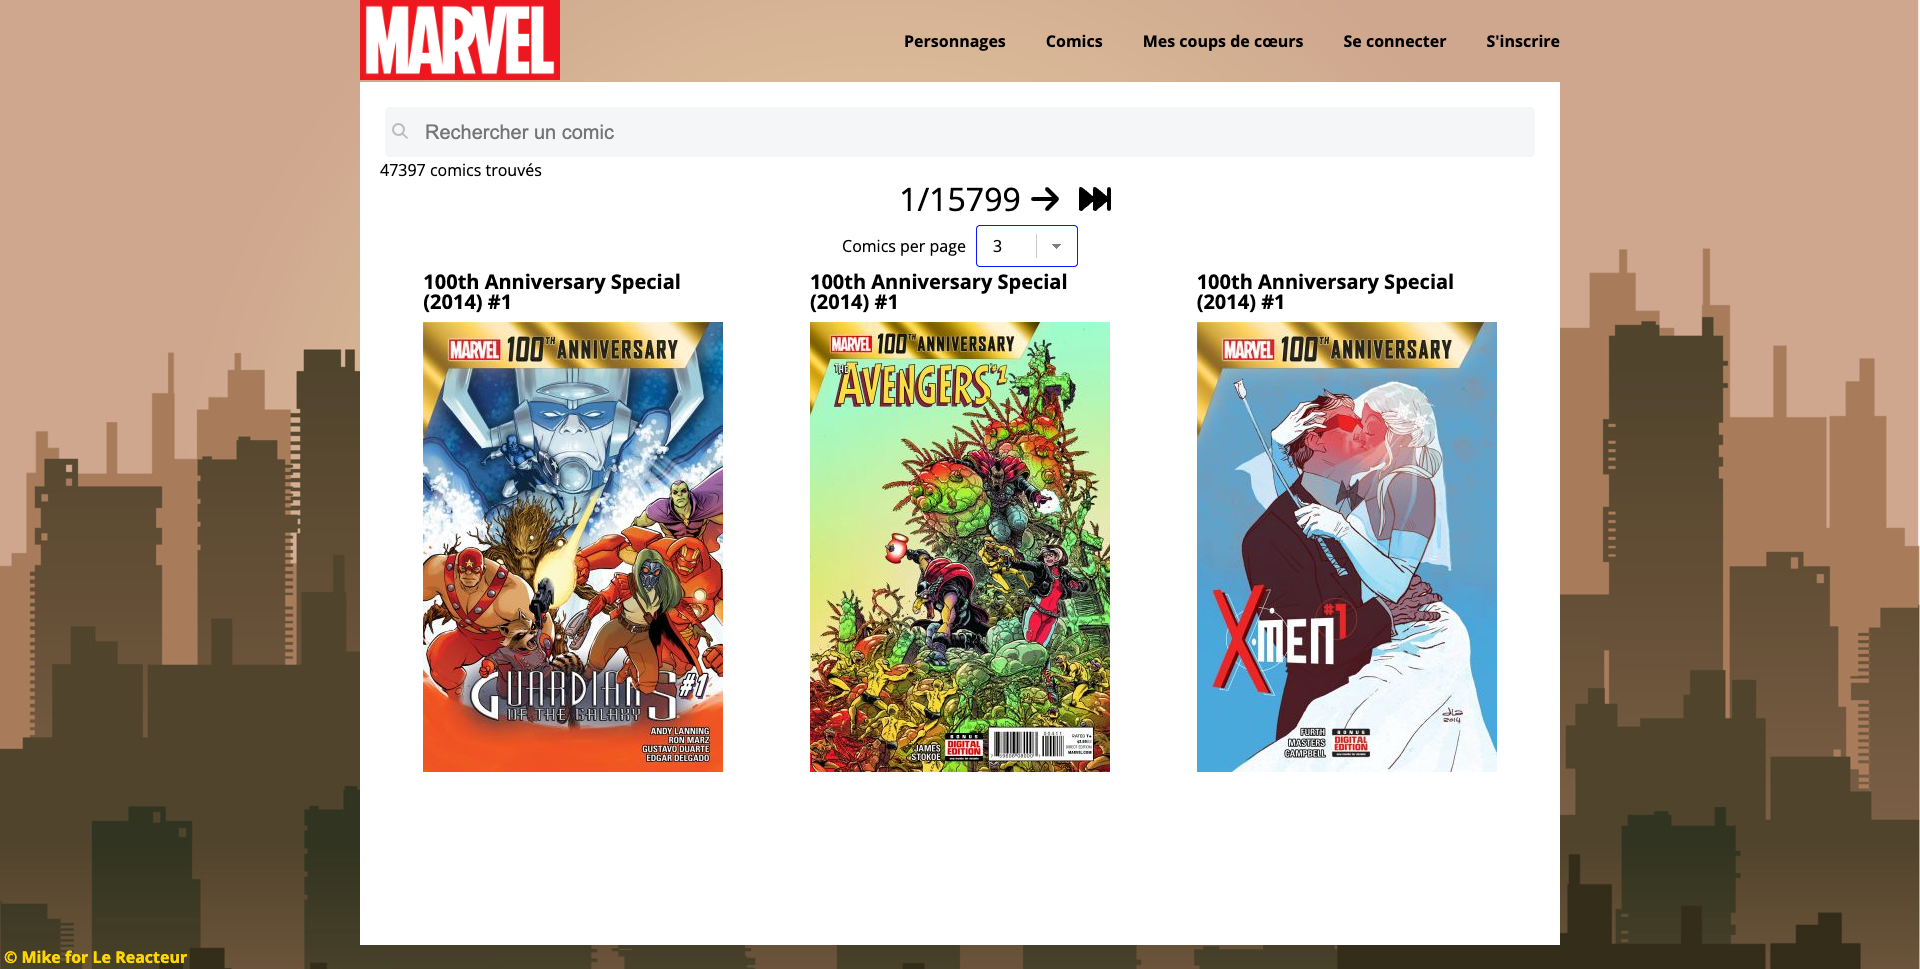 MARVEL
Personnages Comics Mes coups de cœurs Se connecter S'inscrire
Rechercher un comic
47397 comics trouvés
1/15799
Comics per page 3
100th Anniversary Special
(2014) #1
MARVEL 100TH ANNIVERSARY
GUARDIANS #1
OF THE GALAXY
ANDY LANNING
RON MARZ
GUSTAVO DUARTE
EDGAR DELGADO
100th Anniversary Special
(2014) #1
MARVEL 100TH ANNIVERSARY
THE
AVENGERS #1
JAMES
STOKOE
BONUS
DIGITAL
EDITION
100th Anniversary Special
(2014) #1
MARVEL 100TH ANNIVERSARY
X-MEN #1
dla
2014
FURTH
MASTERS
CAMPBELL
BONUS
DIGITAL
EDITION
© Mike for Le Reacteur